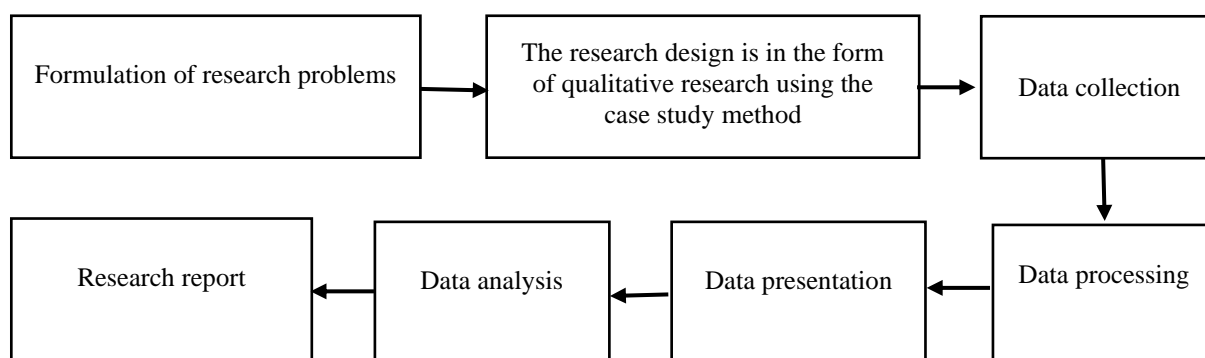 Formulation of research problems
The research design is in the form
of qualitative research using the
case study method
Data collection
Data processing
Data presentation
Data analysis
Research report